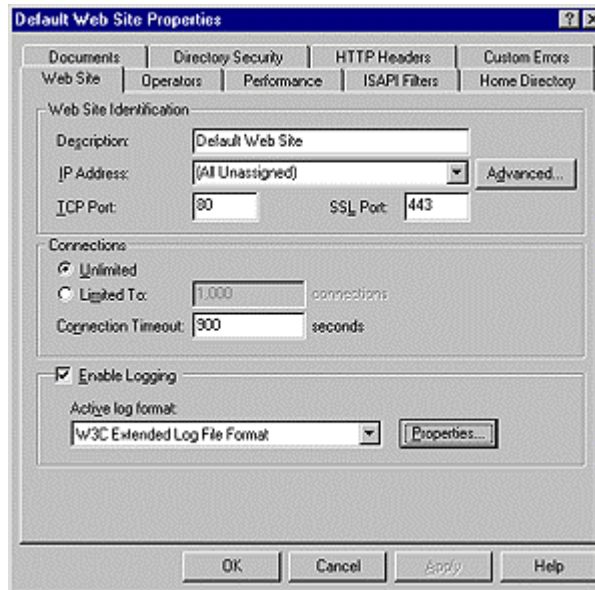 Default Web Site Properties
Documents Directory Security HTTP Headers Custom Errors
Web Site Operators Performance ISAPI Filters Home Directory
Web Site Identification
Description: Default Web Site
IP Address: (All Unassigned) Advanced...
TCP Port: 80 SSL Port: 443
Connections
Unlimited
Limited To: 1,000 connections
Connection Timeout: 900 seconds
Enable Logging
Active log format:
W3C Extended Log File Format Properties...
OK Cancel Apply Help